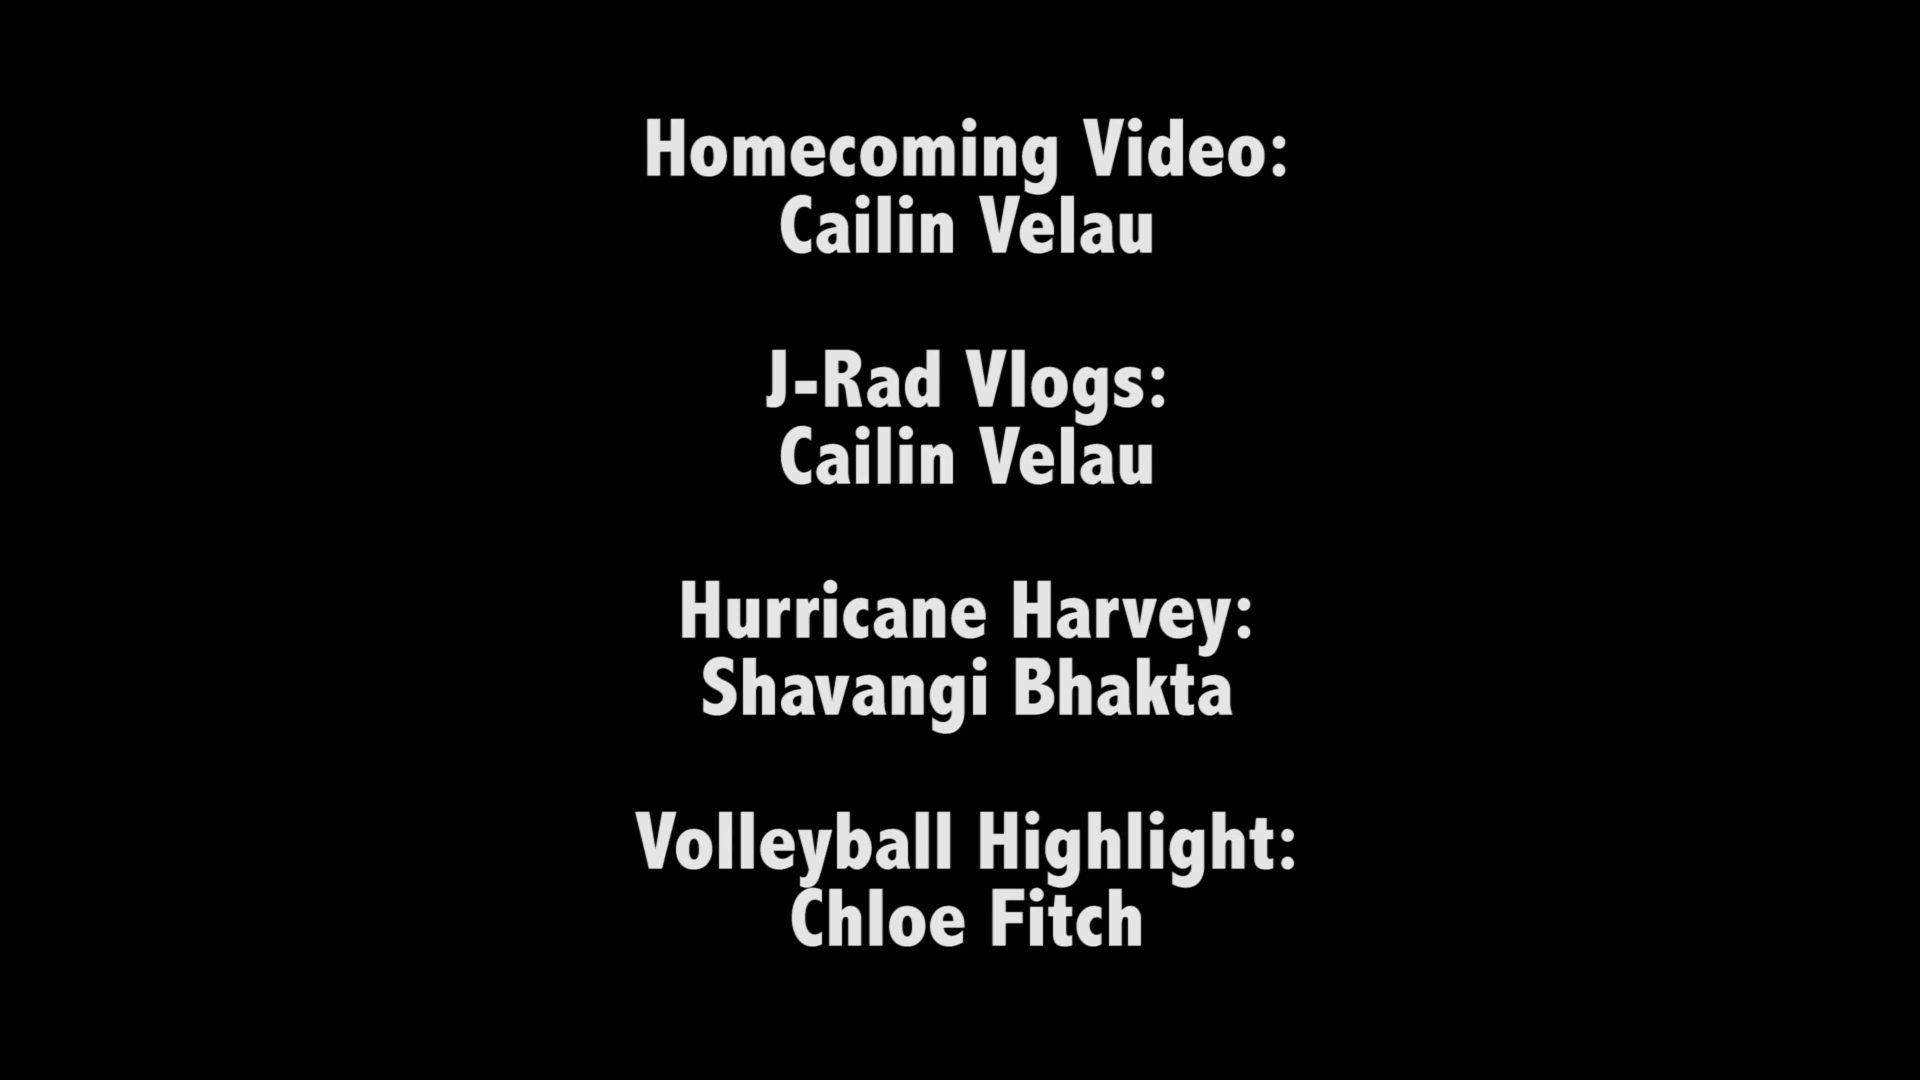 Homecoming Video:
Cailin Velau
J-Rad Vlogs:
Cailin Velau
Hurricane Harvey:
Shavangi Bhakta
Volleyball Highlight:
Chloe Fitch